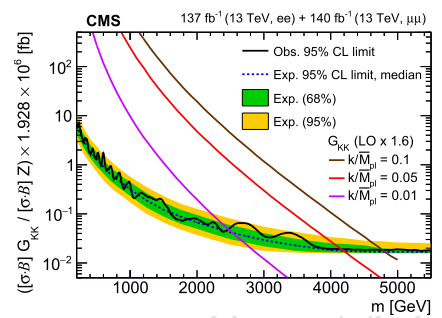 CMS 137 fb⁻¹ (13 TeV, ee) + 140 fb⁻¹ (13 TeV, μμ)
Obs. 95% CL limit
Exp. 95% CL limit, median
Exp. (68%)
Exp. (95%)
G_KK (LO x 1.6)
k/M̅_pl = 0.1
k/M̅_pl = 0.05
k/M̅_pl = 0.01
([σ·ℬ] G_KK / [σ·ℬ] Z) × 1.928 × 10⁶ [fb]
10²
10
1
10⁻¹
10⁻²
1000 2000 3000 4000 5000
m [GeV]